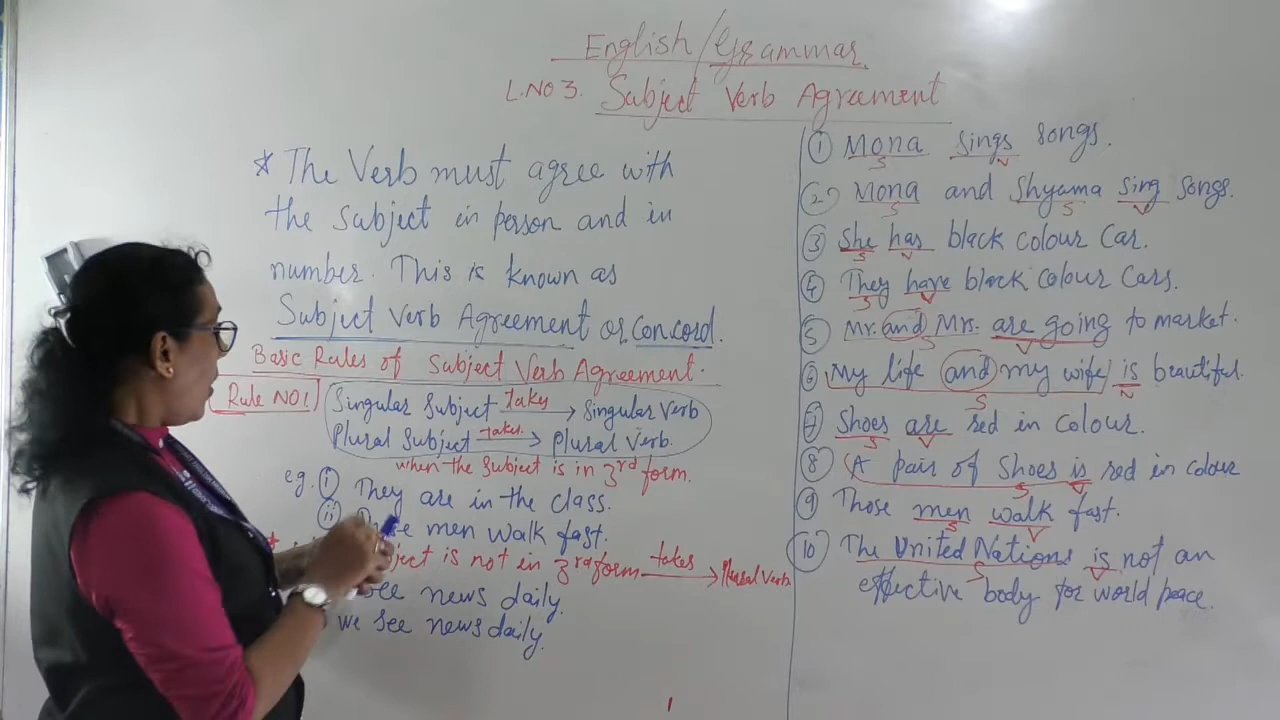 English/Grammar.
L.NO 3. Subject Verb Agreement
* The Verb must agree with
the Subject in person and in
number. This is known as
Subject Verb Agreement or Concord.
Basic Rules of Subject Verb Agreement.
Rule NO 1 Singular Subject takes → Singular Verb
Plural Subject takes → Plural Verb.
when the Subject is in 3rd form.
eg. (i) They are in the class.
(ii) men walk fast.
is not in 3rd form takes → Plural Verb
see news daily.
we see news daily.
① Mona sings songs.
S V
② Mona and Shyama sing songs.
S S V
③ She has black colour Car.
S V
④ They have black colour Cars.
S V
⑤ Mr. and Mrs. are going to market.
S V
⑥ My life and my wife is beautiful.
S V
⑦ Shoes are red in colour.
S V
⑧ (A pair of Shoes is red in colour
S V
⑨ Those men walk fast.
S V
⑩ The United Nations is not an
S V
effective body for world peace.